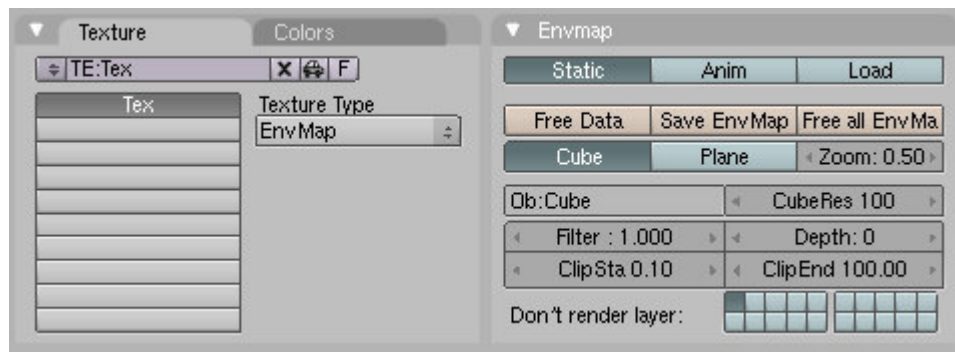 Texture Colors
TE:Tex X F
Tex
Texture Type
EnvMap
Envmap
Static Anim Load
Free Data Save EnvMap Free all EnvMa
Cube Plane Zoom: 0.50
Ob:Cube CubeRes 100
Filter : 1.000 Depth: 0
ClipSta 0.10 ClipEnd 100.00
Don't render layer: